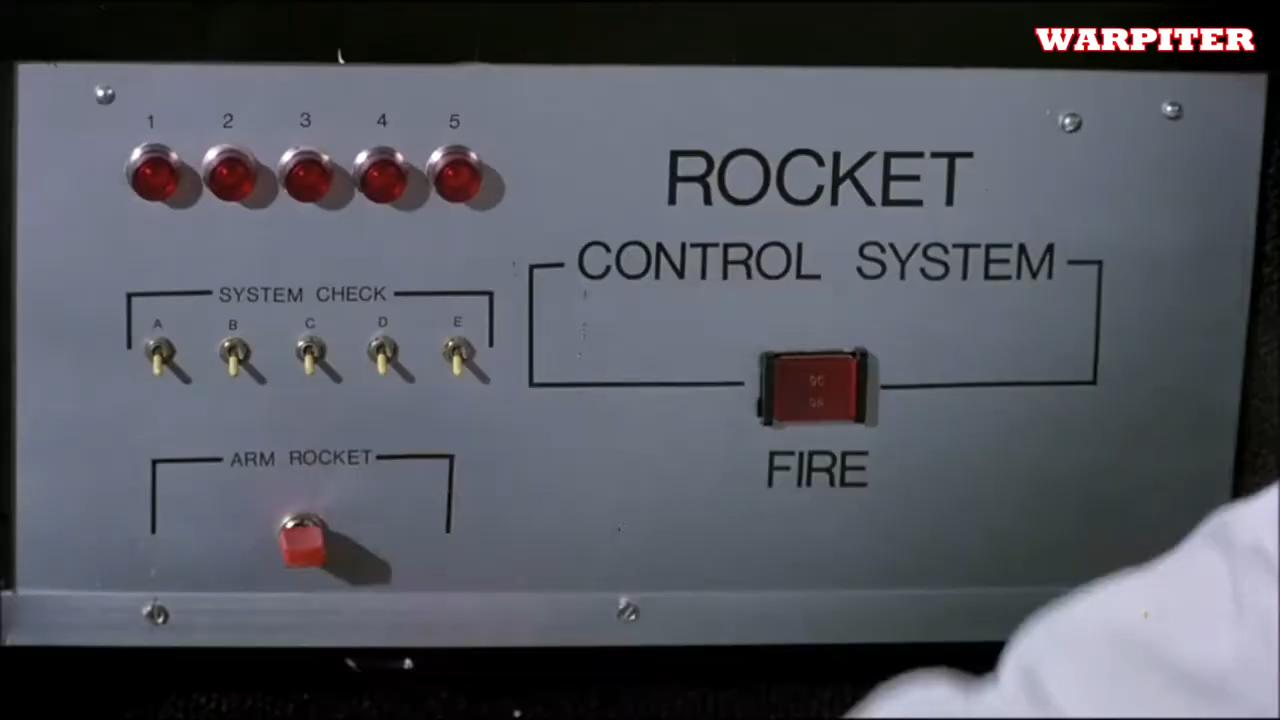 WARPITER
1 2 3 4 5
ROCKET
CONTROL SYSTEM
SYSTEM CHECK
A B C D E
FIRE
ARM ROCKET